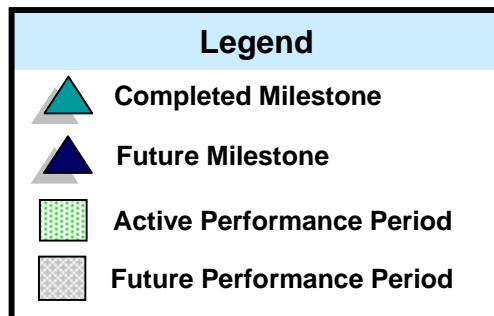 Legend
Completed Milestone
Future Milestone
Active Performance Period
Future Performance Period